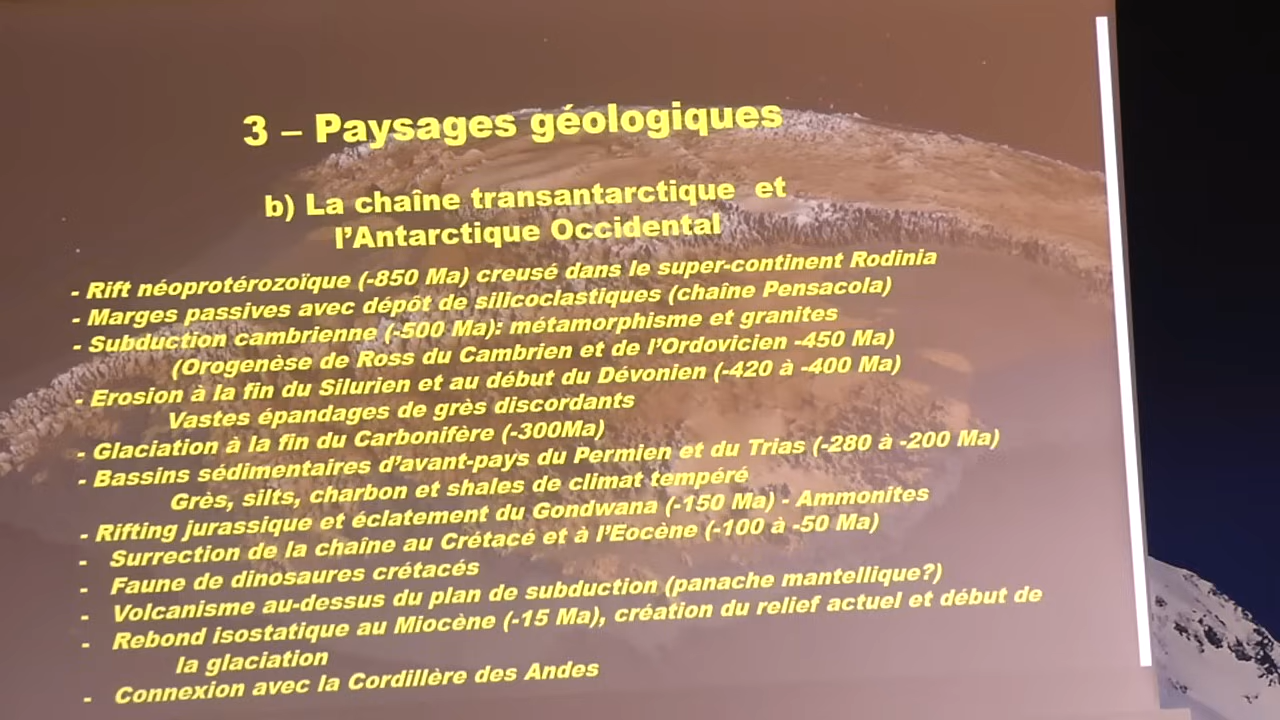 3 – Paysages géologiques
b) La chaîne transantarctique et
l'Antarctique Occidental
- Rift néoprotérozoïque (-850 Ma) creusé dans le super-continent Rodinia
- Marges passives avec dépôt de silicoclastiques (chaîne Pensacola)
- Subduction cambrienne (-500 Ma): métamorphisme et granites
(Orogenèse de Ross du Cambrien et de l'Ordovicien -450 Ma)
- Erosion à la fin du Silurien et au début du Dévonien (-420 à -400 Ma)
Vastes épandages de grès discordants
- Glaciation à la fin du Carbonifère (-300Ma)
- Bassins sédimentaires d'avant-pays du Permien et du Trias (-280 à -200 Ma)
Grès, silts, charbon et shales de climat tempéré
- Rifting jurassique et éclatement du Gondwana (-150 Ma) - Ammonites
- Surrection de la chaîne au Crétacé et à l'Eocène (-100 à -50 Ma)
- Faune de dinosaures crétacés
- Volcanisme au-dessus du plan de subduction (panache mantellique?)
- Rebond isostatique au Miocène (-15 Ma), création du relief actuel et début de
la glaciation
- Connexion avec la Cordillère des Andes